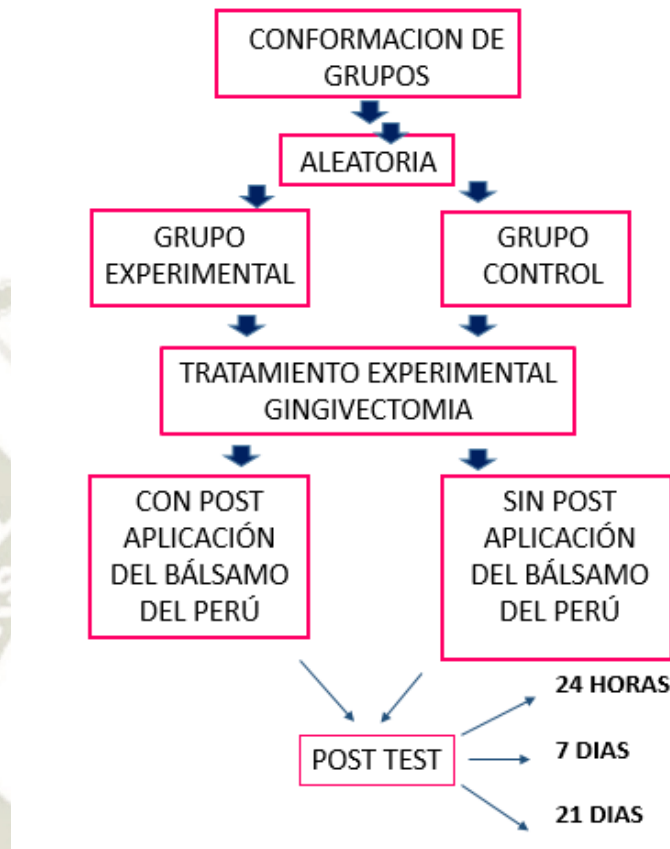 CONFORMACION DE
GRUPOS
ALEATORIA
GRUPO
EXPERIMENTAL
GRUPO
CONTROL
TRATAMIENTO EXPERIMENTAL
GINGIVECTOMIA
CON POST
APLICACIÓN
DEL BÁLSAMO
DEL PERÚ
SIN POST
APLICACIÓN
DEL BÁLSAMO
DEL PERÚ
POST TEST
24 HORAS
7 DIAS
21 DIAS